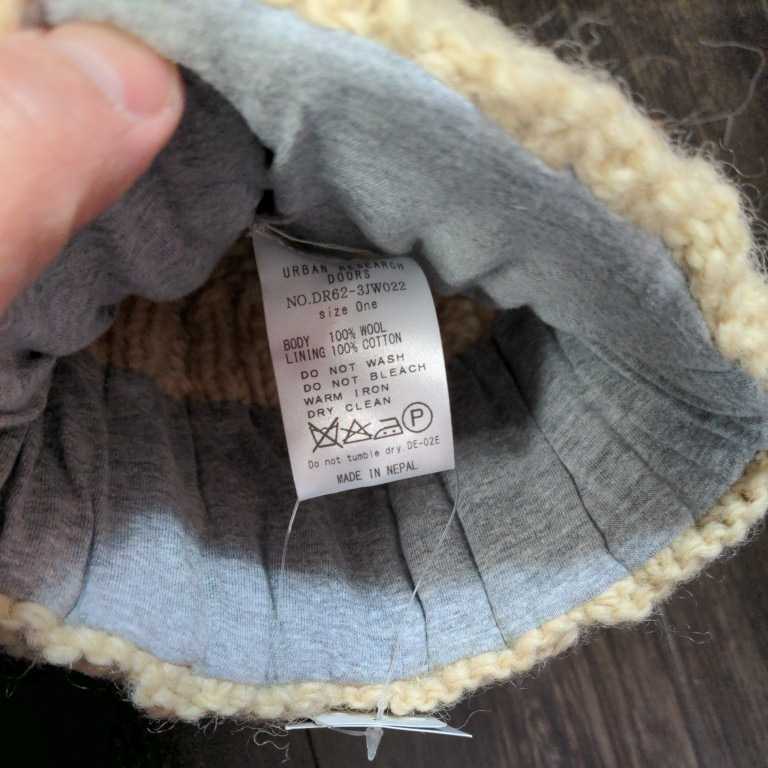 URBAN RESEARCH
DOORS
NO.DR62-3JW022
size One
BODY 100% WOOL
LINING 100% COTTON
DO NOT WASH
DO NOT BLEACH
WARM IRON
DRY CLEAN
P
Do not tumble dry.DE-02E
MADE IN NEPAL